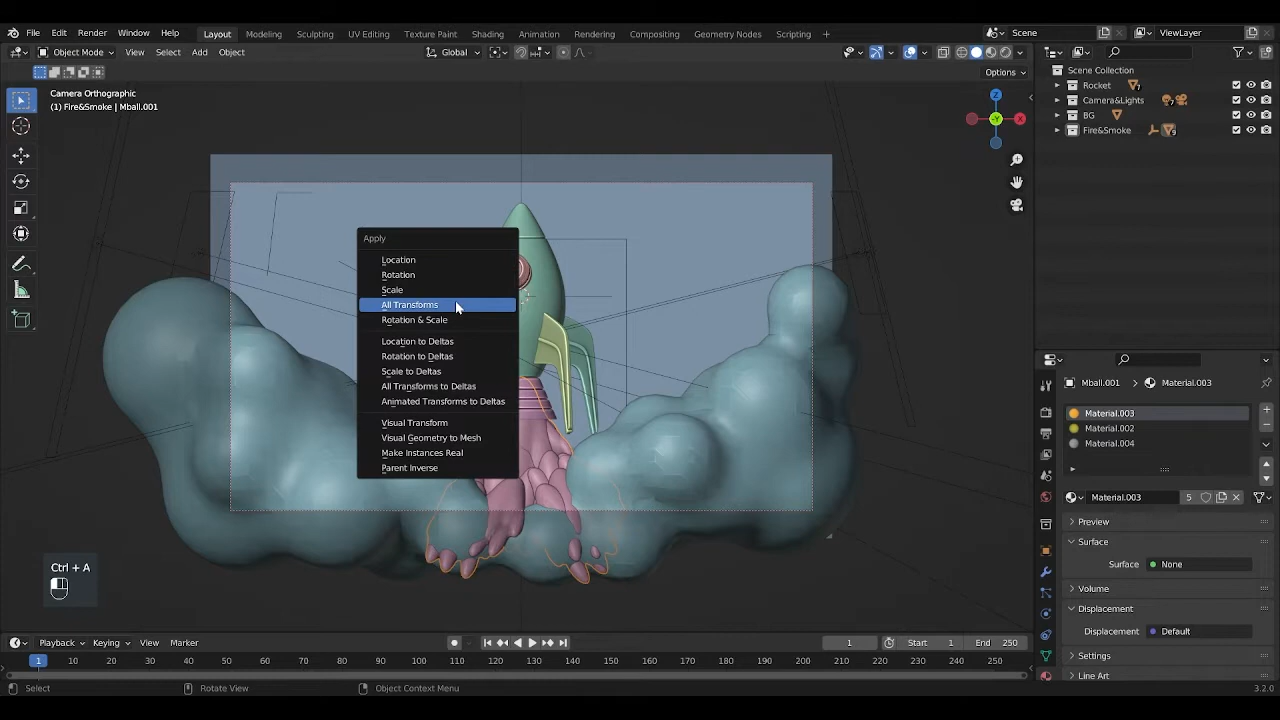 File Edit Render Window Help Layout Modeling Sculpting UV Editing Texture Paint Shading Animation Rendering Compositing Geometry Nodes Scripting + Scene ViewLayer
Object Mode View Select Add Object Global
Options
Camera Orthographic
(1) Fire&Smoke | Mball.001
Z
-Y
X
Apply
Location
Rotation
Scale
All Transforms
Rotation & Scale
Location to Deltas
Rotation to Deltas
Scale to Deltas
All Transforms to Deltas
Animated Transforms to Deltas
Visual Transform
Visual Geometry to Mesh
Make Instances Real
Parent Inverse
Ctrl + A
Scene Collection
Rocket 7
Camera&Lights 7
BG
Fire&Smoke 9
Mball.001 Material.003
Material.003
Material.002
Material.004
Material.003 5
Preview
Surface
Surface None
Volume
Displacement
Displacement Default
Settings
Line Art
Playback Keying View Marker 1 Start 1 End 250
1 10 20 30 40 50 60 70 80 90 100 110 120 130 140 150 160 170 180 190 200 210 220 230 240 250
Select Rotate View Object Context Menu 3.2.0